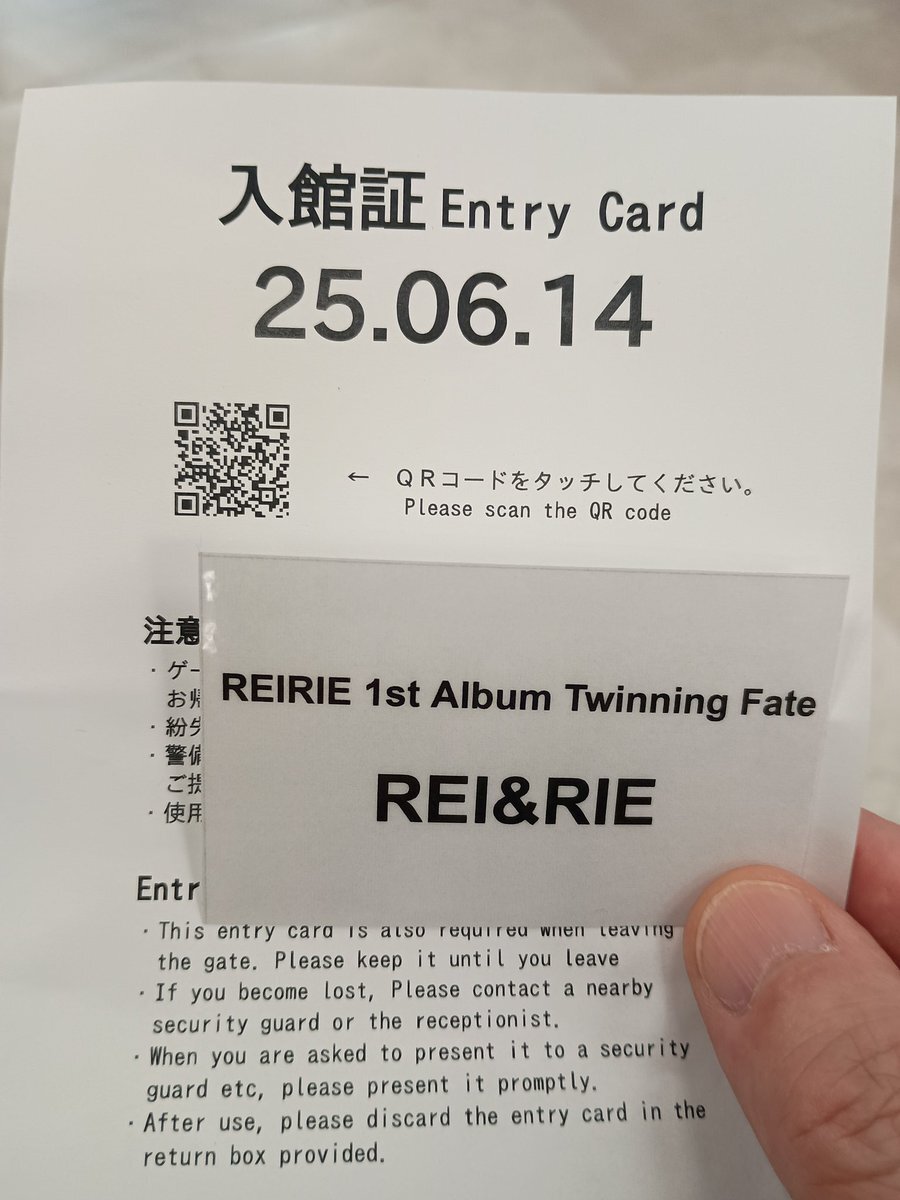 入館証 Entry Card
25.06.14
← QRコードをタッチしてください。
Please scan the QR code
注意
・ゲー
お帰
・紛失
・警備
ご提
・使用
REIRIE 1st Album Twinning Fate
REI&RIE
Entr
・This entry card is also required when leaving
the gate. Please keep it until you leave
・If you become lost, Please contact a nearby
security guard or the receptionist.
・When you are asked to present it to a security
guard etc, please present it promptly.
・After use, please discard the entry card in the
return box provided.